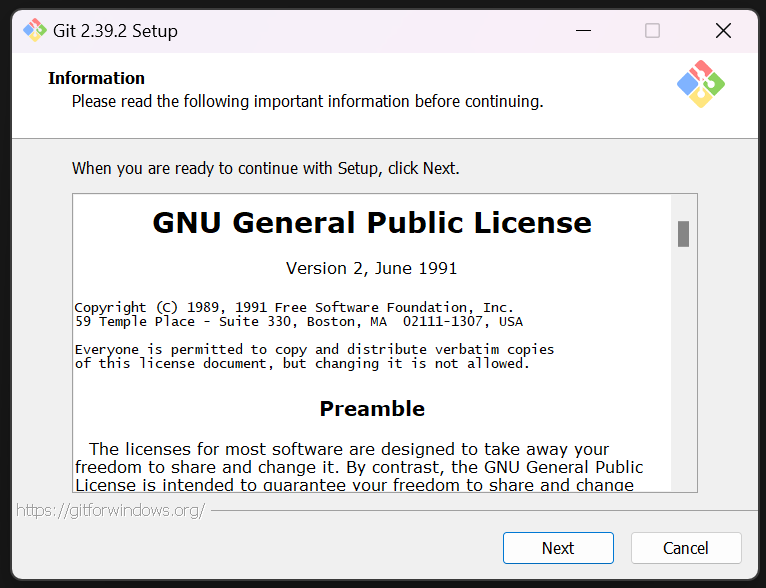 Git 2.39.2 Setup
Information
Please read the following important information before continuing.
When you are ready to continue with Setup, click Next.
GNU General Public License
Version 2, June 1991
Copyright (C) 1989, 1991 Free Software Foundation, Inc.
59 Temple Place - Suite 330, Boston, MA  02111-1307, USA
Everyone is permitted to copy and distribute verbatim copies
of this license document, but changing it is not allowed.
Preamble
The licenses for most software are designed to take away your
freedom to share and change it. By contrast, the GNU General Public
License is intended to guarantee your freedom to share and change
https://gitforwindows.org/
Next
Cancel